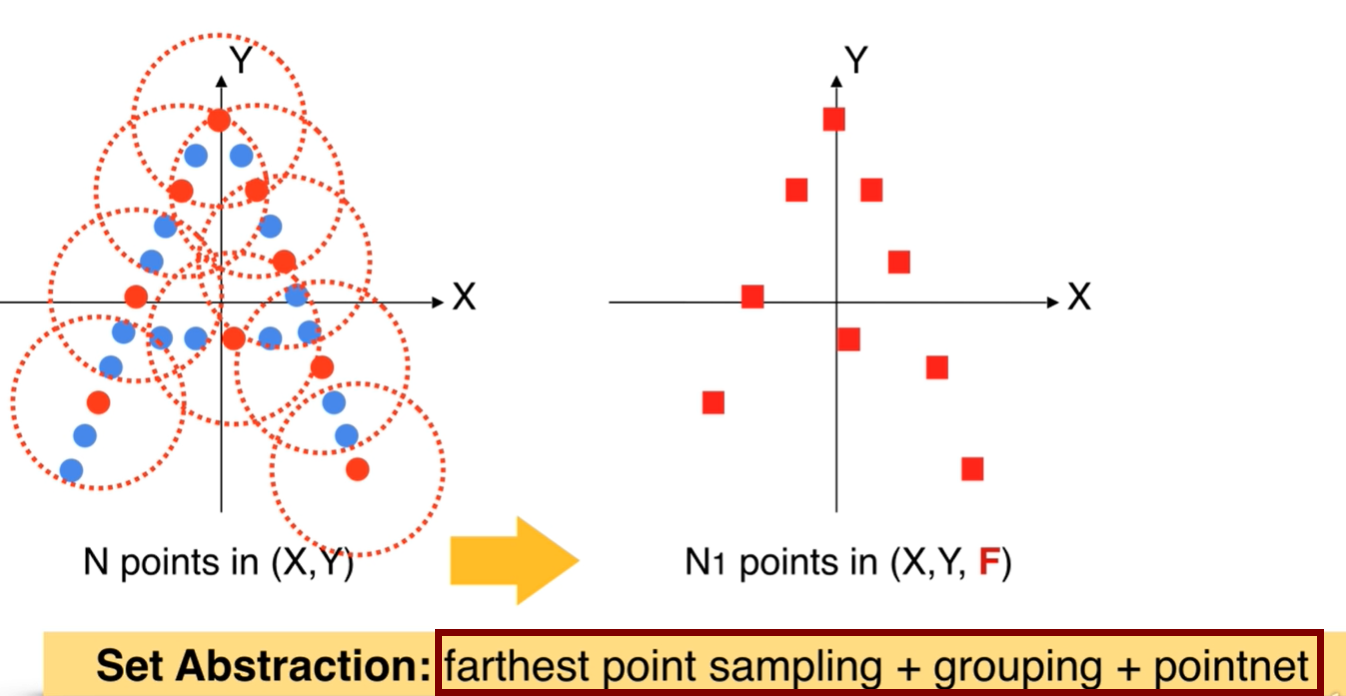 Y
Y
X
X
N points in (X,Y)
N1 points in (X,Y, F)
Set Abstraction: farthest point sampling + grouping + pointnet